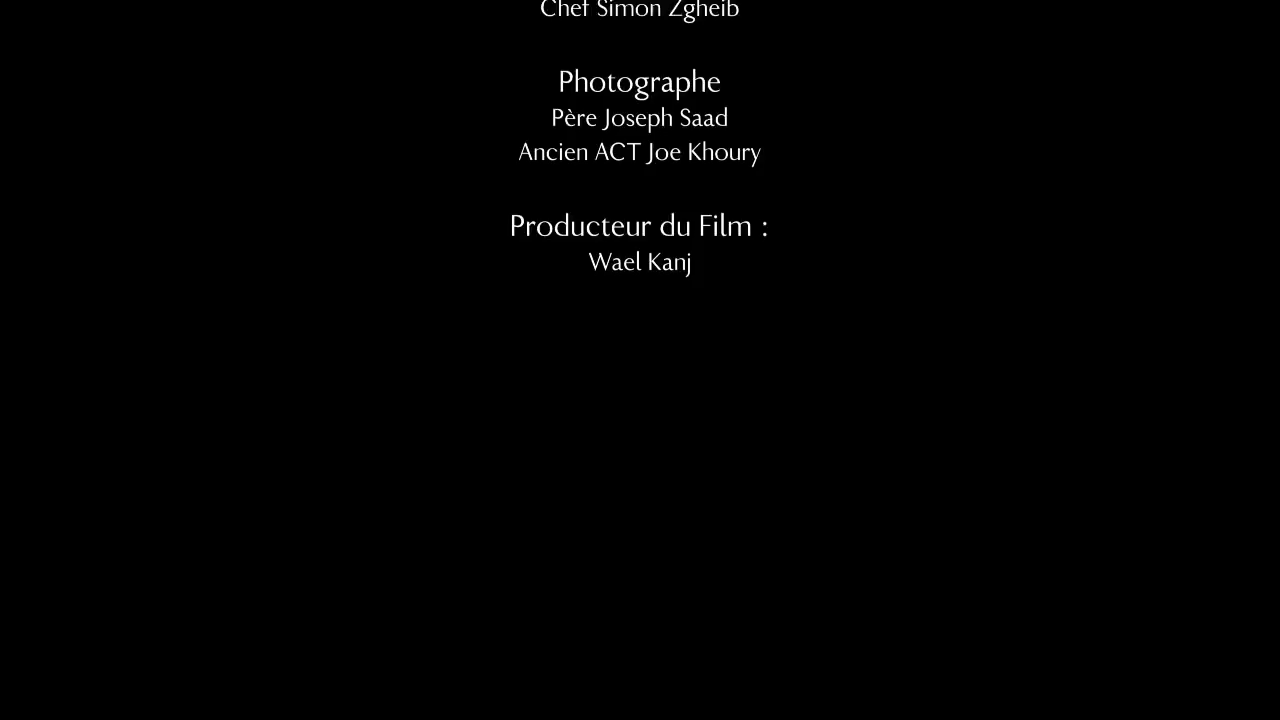 Chef Simon Zgheib
Photographe
Père Joseph Saad
Ancien ACT Joe Khoury
Producteur du Film :
Wael Kanj